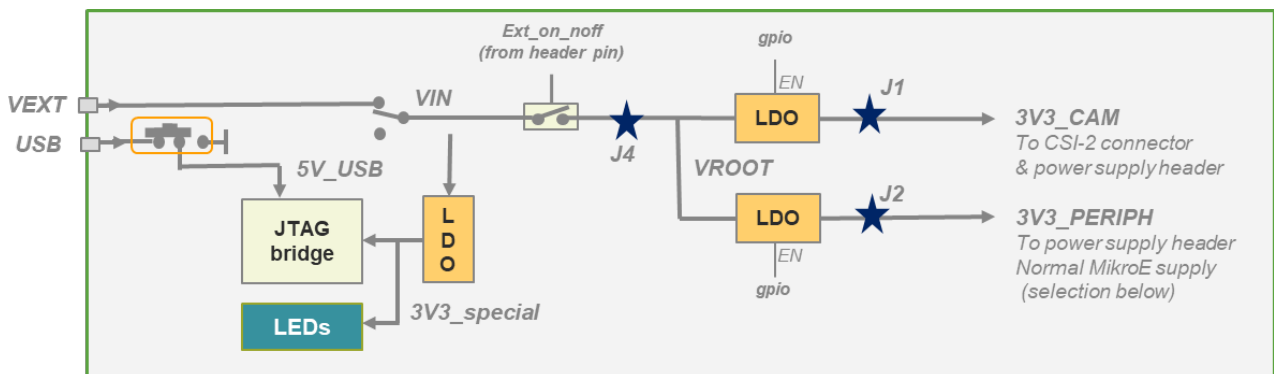 Ext_on_noff
(from header pin)
gpio
EN
VEXT
VIN
LDO
J1
3V3_CAM
To CSI-2 connector
& power supply header
USB
J4
5V_USB
VROOT
JTAG
bridge
L
D
O
LDO
J2
3V3_PERIPH
To power supply header
Normal MikroE supply
(selection below)
EN
gpio
3V3_special
LEDs